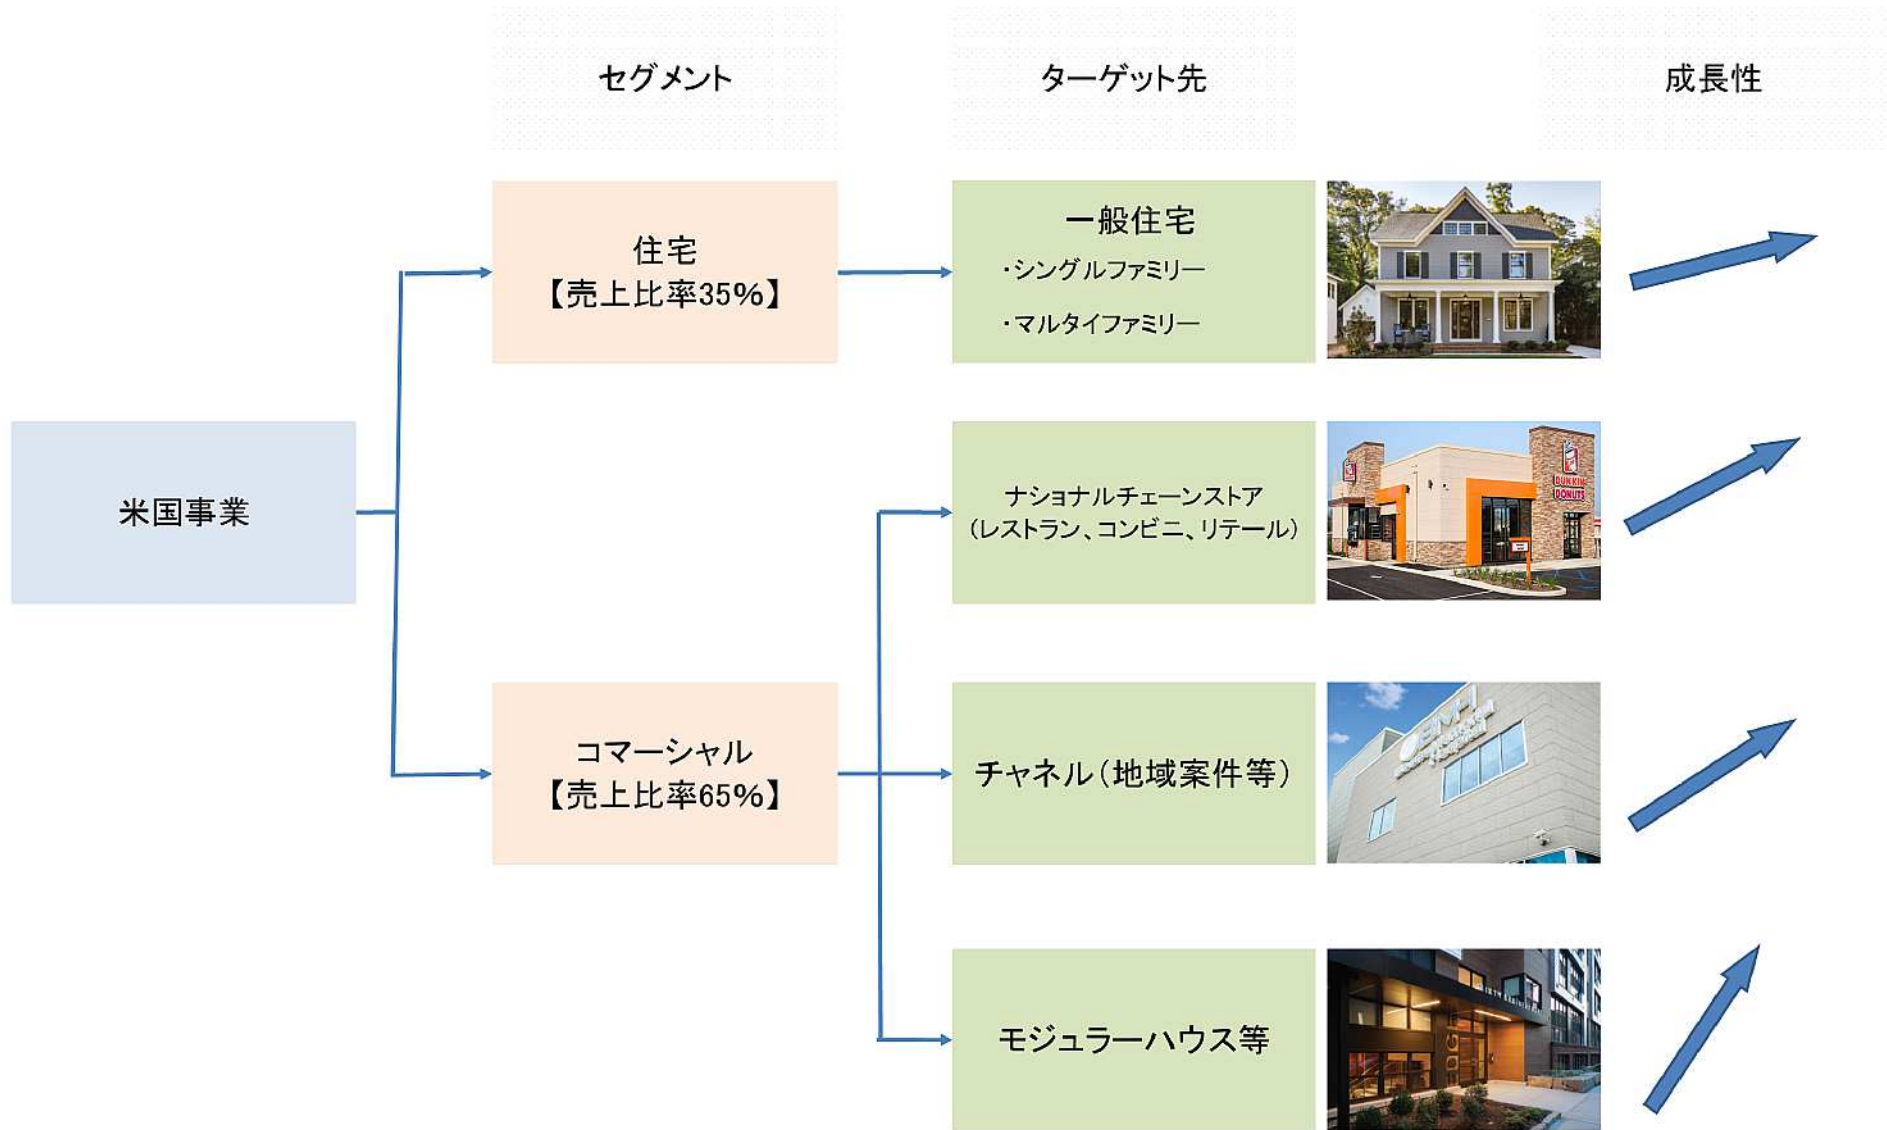 セグメント
ターゲット先
成長性
住宅
【売上比率35%】
一般住宅
・シングルファミリー
・マルタイファミリー
米国事業
ナショナルチェーンストア
(レストラン、コンビニ、リテール)
DUNKIN'
DONUTS
コマーシャル
【売上比率65%】
チャネル(地域案件等)
モジュラーハウス等
EDGE